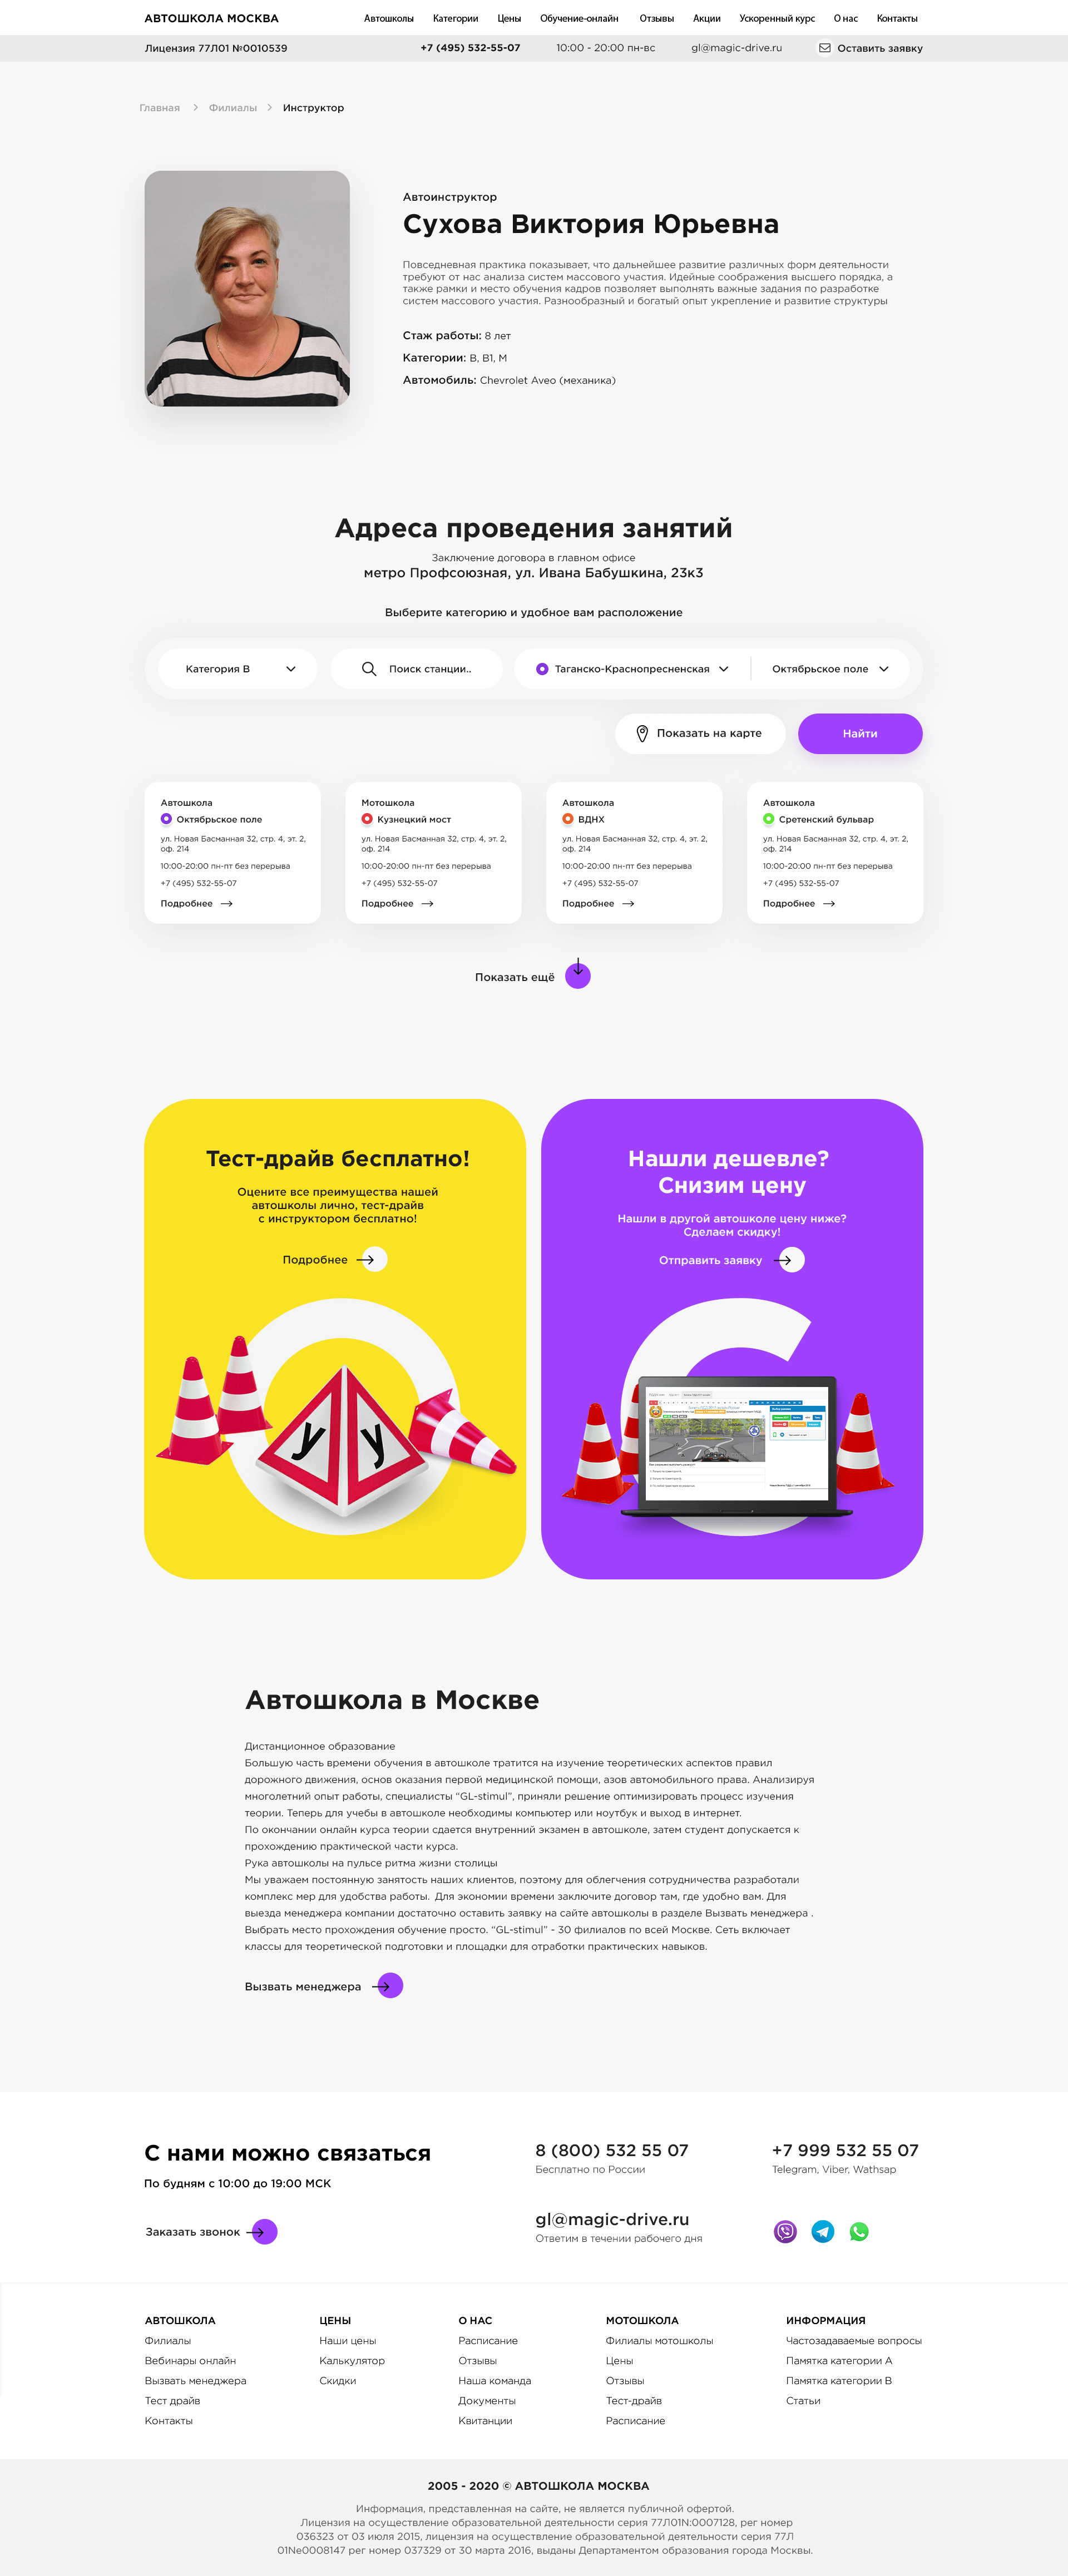 АВТОШКОЛА МОСКВА
Автошколы Категории Цены Обучение-онлайн Отзывы Акции Ускоренный курс О нас Контакты
Лицензия 77Л01 №0010539
+7 (495) 532-55-07 10:00 - 20:00 пн-вс gl@magic-drive.ru Оставить заявку
Главная Филиалы Инструктор
Автоинструктор
Сухова Виктория Юрьевна
Повседневная практика показывает, что дальнейшее развитие различных форм деятельности
требуют от нас анализа систем массового участия. Идейные соображения высшего порядка, а
также рамки и место обучения кадров позволяет выполнять важные задания по разработке
систем массового участия. Разнообразный и богатый опыт укрепление и развитие структуры
Стаж работы: 8 лет
Категории: B, B1, M
Автомобиль: Chevrolet Aveo (механика)
Адреса проведения занятий
Заключение договора в главном офисе
метро Профсоюзная, ул. Ивана Бабушкина, 23к3
Выберите категорию и удобное вам расположение
Категория B
Поиск станции..
Таганско-Краснопресненская
Октябрьское поле
Показать на карте
Найти
Автошкола
Октябрьское поле
ул. Новая Басманная 32, стр. 4, эт. 2,
оф. 214
10:00-20:00 пн-пт без перерыва
+7 (495) 532-55-07
Подробнее
Мотошкола
Кузнецкий мост
ул. Новая Басманная 32, стр. 4, эт. 2,
оф. 214
10:00-20:00 пн-пт без перерыва
+7 (495) 532-55-07
Подробнее
Автошкола
ВДНХ
ул. Новая Басманная 32, стр. 4, эт. 2,
оф. 214
10:00-20:00 пн-пт без перерыва
+7 (495) 532-55-07
Подробнее
Автошкола
Сретенский бульвар
ул. Новая Басманная 32, стр. 4, эт. 2,
оф. 214
10:00-20:00 пн-пт без перерыва
+7 (495) 532-55-07
Подробнее
Показать ещё
Тест-драйв бесплатно!
Оцените все преимущества нашей
автошколы лично, тест-драйв
с инструктором бесплатно!
Подробнее
У У
Нашли дешевле?
Снизим цену
Нашли в другой автошколе цену ниже?
Сделаем скидку!
Отправить заявку
Автошкола в Москве
Дистанционное образование
Большую часть времени обучения в автошколе тратится на изучение теоретических аспектов правил
дорожного движения, основ оказания первой медицинской помощи, азов автомобильного права. Анализируя
многолетний опыт работы, специалисты “GL-stimul”, приняли решение оптимизировать процесс изучения
теории. Теперь для учебы в автошколе необходимы компьютер или ноутбук и выход в интернет.
По окончании онлайн курса теории сдается внутренний экзамен в автошколе, затем студент допускается к
прохождению практической части курса.
Рука автошколы на пульсе ритма жизни столицы
Мы уважаем постоянную занятость наших клиентов, поэтому для облегчения сотрудничества разработали
комплекс мер для удобства работы. Для экономии времени заключите договор там, где удобно вам. Для
выезда менеджера компании достаточно оставить заявку на сайте автошколы в разделе Вызвать менеджера .
Выбрать место прохождения обучение просто. “GL-stimul” - 30 филиалов по всей Москве. Сеть включает
классы для теоретической подготовки и площадки для отработки практических навыков.
Вызвать менеджера
С нами можно связаться
По будням с 10:00 до 19:00 МСК
Заказать звонок
8 (800) 532 55 07
Бесплатно по России
+7 999 532 55 07
Telegram, Viber, Wathsap
gl@magic-drive.ru
Ответим в течении рабочего дня
АВТОШКОЛА
Филиалы
Вебинары онлайн
Вызвать менеджера
Тест драйв
Контакты
ЦЕНЫ
Наши цены
Калькулятор
Скидки
О НАС
Расписание
Отзывы
Наша команда
Документы
Квитанции
МОТОШКОЛА
Филиалы мотошколы
Цены
Отзывы
Тест-драйв
Расписание
ИНФОРМАЦИЯ
Частозадаваемые вопросы
Памятка категории А
Памятка категории В
Статьи
2005 - 2020 © АВТОШКОЛА МОСКВА
Информация, представленная на сайте, не является публичной офертой.
Лицензия на осуществление образовательной деятельности серия 77Л01N:0007128, рег номер
036323 от 03 июля 2015, лицензия на осуществление образовательной деятельности серия 77Л
01Ne0008147 рег номер 037329 от 30 марта 2016, выданы Департаментом образования города Москвы.